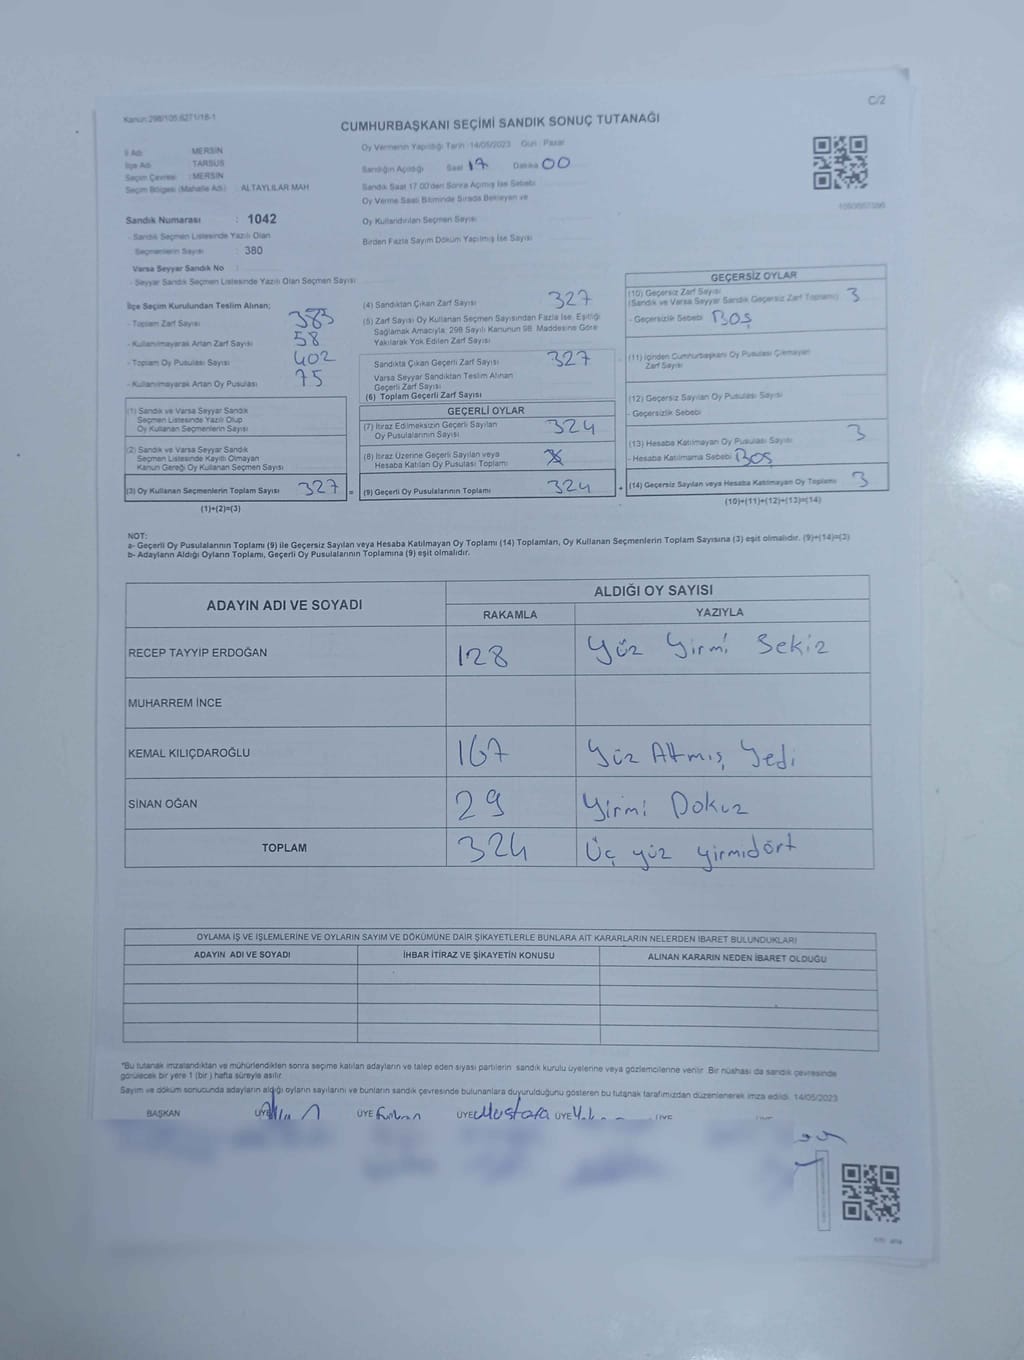 C/2
Kanun:298/105,6271/18-1
CUMHURBAŞKANI SEÇİMİ SANDIK SONUÇ TUTANAĞI
İl Adı : MERSİN
İlçe Adı : TARSUS
Seçim Çevresi : MERSİN
Seçim Bölgesi (Mahalle Adı) : ALTAYLILAR MAH
Sandık Numarası : 1042
- Sandık Seçmen Listesinde Yazılı Olan
Seçmenlerin Sayısı : 380
Varsa Seyyar Sandık No :
- Seyyar Sandık Seçmen Listesinde Yazılı Olan Seçmen Sayısı :
Oy Vermenin Yapıldığı Tarih :14/05/2023 Gün : Pazar
Sandığın Açıldığı Saat 17 Dakika 00
Sandık Saat 17.00'den Sonra Açılmış İse Sebebi
Oy Verme Saati Bitiminde Sırada Bekleyen ve
Oy Kullandırılan Seçmen Sayısı
Birden Fazla Sayım Döküm Yapılmış İse Sayısı
İlçe Seçim Kurulundan Teslim Alınan;
- Toplam Zarf Sayısı 385
- Kullanılmayarak Artan Zarf Sayısı 58
- Toplam Oy Pusulası Sayısı 402
- Kullanılmayarak Artan Oy Pusulası 75
(1) Sandık ve Varsa Seyyar Sandık
Seçmen Listesinde Yazılı Olup
Oy Kullanan Seçmenlerin Sayısı
(2) Sandık ve Varsa Seyyar Sandık
Seçmen Listesinde Kayıtlı Olmayan
Kanun Gereği Oy Kullanan Seçmen Sayısı
(3) Oy Kullanan Seçmenlerin Toplam Sayısı 327 =
(1)+(2)=(3)
(4) Sandıktan Çıkan Zarf Sayısı 327
(5) Zarf Sayısı Oy Kullanan Seçmen Sayısından Fazla İse, Eşitliği
Sağlamak Amacıyla 298 Sayılı Kanunun 98. Maddesine Göre
Yakılarak Yok Edilen Zarf Sayısı
Sandıkta Çıkan Geçerli Zarf Sayısı 327
Varsa Seyyar Sandıktan Teslim Alınan
Geçerli Zarf Sayısı
(6) Toplam Geçerli Zarf Sayısı
GEÇERLİ OYLAR
(7) İtiraz Edilmeksizin Geçerli Sayılan
Oy Pusulalarının Sayısı 324
(8) İtiraz Üzerine Geçerli Sayılan veya
Hesaba Katılan Oy Pusulası Toplamı
(9) Geçerli Oy Pusulalarının Toplamı 324 +
GEÇERSİZ OYLAR
(10) Geçersiz Zarf Sayısı
(Sandık ve Varsa Seyyar Sandık Geçersiz Zarf Toplamı) 3
- Geçersizlik Sebebi BOŞ
(11) İçinden Cumhurbaşkanı Oy Pusulası Çıkmayan
Zarf Sayısı
(12) Geçersiz Sayılan Oy Pusulası Sayısı
- Geçersizlik Sebebi
(13) Hesaba Katılmayan Oy Pusulası Sayısı 3
- Hesaba Katılmama Sebebi BOŞ
(14) Geçersiz Sayılan veya Hesaba Katılmayan Oy Toplamı 3
(10)+(11)+(12)+(13)=(14)
NOT:
a- Geçerli Oy Pusulalarının Toplamı (9) ile Geçersiz Sayılan veya Hesaba Katılmayan Oy Toplamı (14) Toplamları, Oy Kullanan Seçmenlerin Toplam Sayısına (3) eşit olmalıdır. (9)+(14)=(3)
b- Adayların Aldığı Oyların Toplamı, Geçerli Oy Pusulalarının Toplamına (9) eşit olmalıdır.
ADAYIN ADI VE SOYADI
ALDIĞI OY SAYISI
RAKAMLA YAZIYLA
RECEP TAYYIP ERDOĞAN 128 Yüz Yirmi Sekiz
MUHARREM İNCE
KEMAL KILIÇDAROĞLU 167 Yüz Altmış Yedi
SİNAN OĞAN 29 Yirmi Dokuz
TOPLAM 324 Üç yüz yirmidört
OYLAMA İŞ VE İŞLEMLERİNE VE OYLARIN SAYIM VE DÖKÜMÜNE DAİR ŞİKAYETLERLE BUNLARA AİT KARARLARIN NELERDEN İBARET BULUNDUKLARI
ADAYIN ADI VE SOYADI İHBAR İTİRAZ VE ŞİKAYETİN KONUSU ALINAN KARARIN NEDEN İBARET OLDUĞU
*Bu tutanak imzalandıktan ve mühürlendikten sonra seçime katılan adayların ve talep eden siyasi partilerin sandık kurulu üyelerine veya gözlemcilerine verilir. Bir nüshası da sandık çevresinde
görülecek bir yere 1 (bir) hafta süreyle asılır.
Sayım ve döküm sonucunda adayların aldığı oyların sayılarını ve bunların sandık çevresinde bulunanlara duyurulduğunu gösteren bu tutanak tarafımızdan düzenlenerek imza edildi. 14/05/2023
BAŞKAN ÜYE ÜYE Furkan ÜYE Mustafa ÜYE